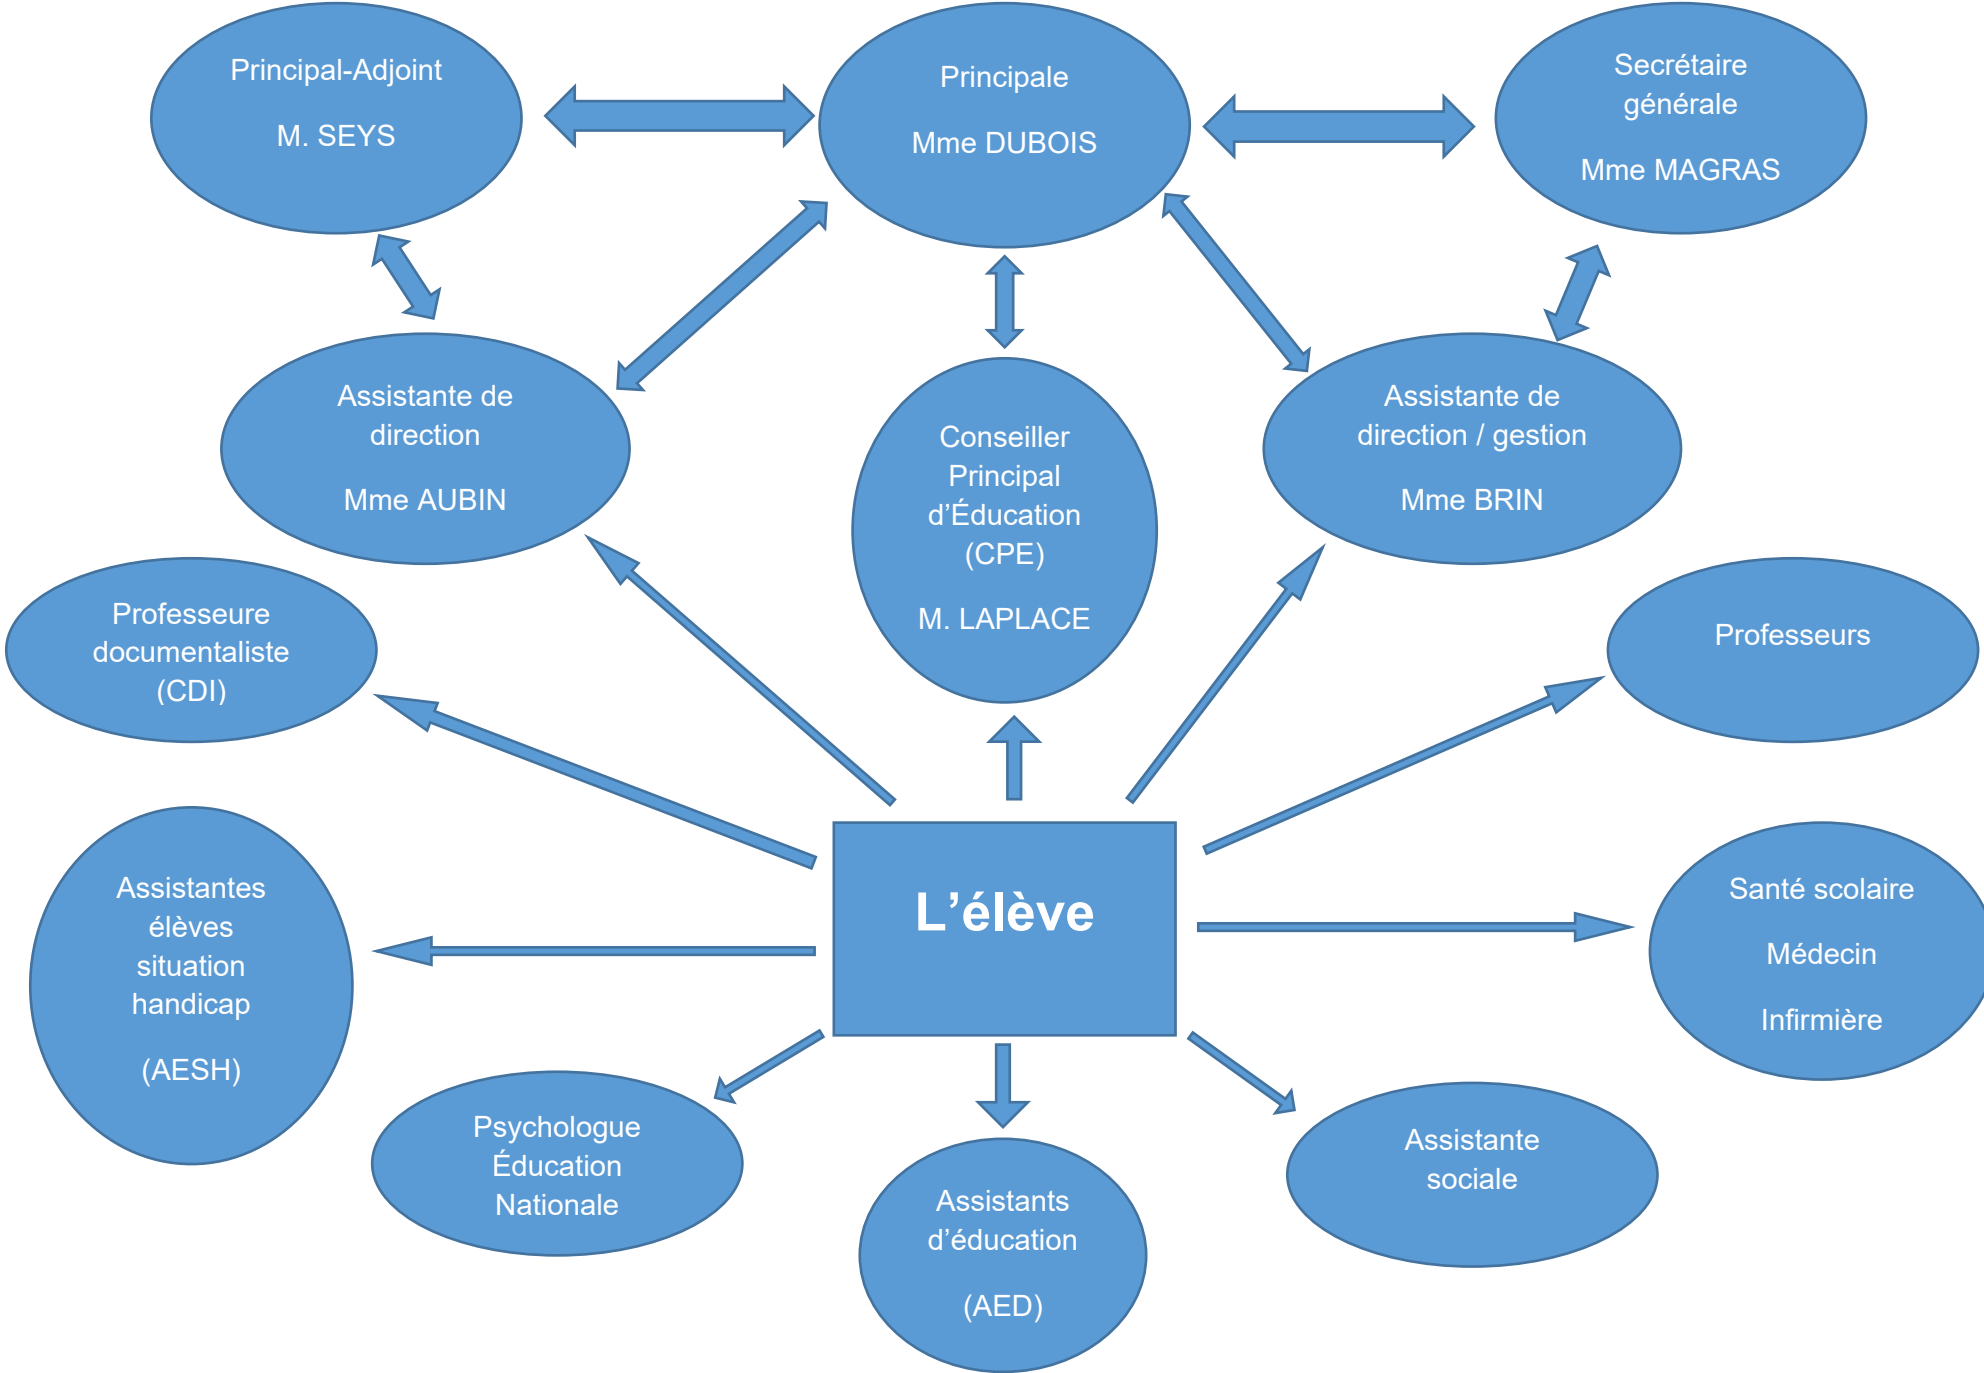 Principal-Adjoint
M. SEYS
Principale
Mme DUBOIS
Secrétaire
générale
Mme MAGRAS
Assistante de
direction
Mme AUBIN
Conseiller
Principal
d’Éducation
(CPE)
M. LAPLACE
Assistante de
direction / gestion
Mme BRIN
Professeure
documentaliste
(CDI)
Professeurs
Assistantes
élèves
situation
handicap
(AESH)
L’élève
Santé scolaire
Médecin
Infirmière
Psychologue
Éducation
Nationale
Assistants
d’éducation
(AED)
Assistante
sociale